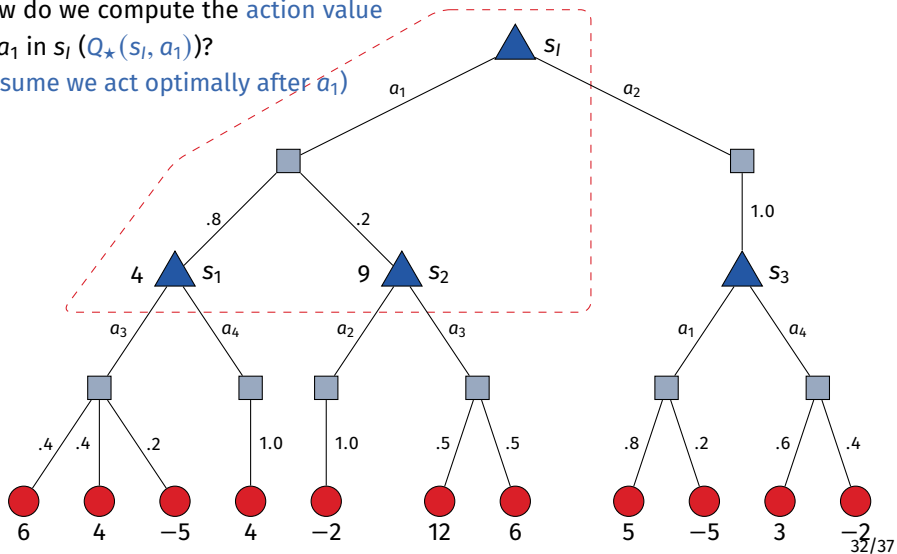 w do we compute the action value
a₁ in s_I (Q⋆(s_I, a₁))?
sume we act optimally after a₁)
s_I
a₁ a₂
.8 .2 1.0
4 s₁ 9 s₂ s₃
a₃ a₄ a₂ a₃ a₁ a₄
.4 .4 .2 1.0 1.0 .5 .5 .8 .2 .6 .4
6 4 −5 4 −2 12 6 5 −5 3 −2
32/37